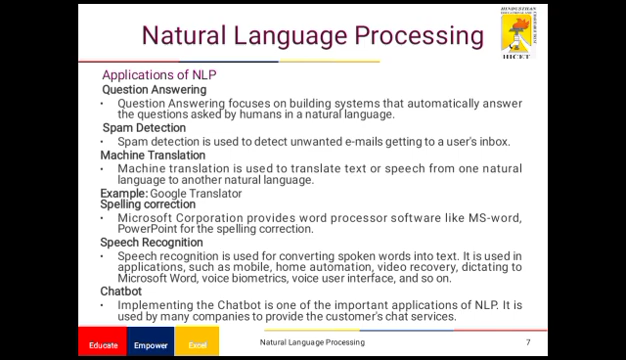 Natural Language Processing
HICET
Applications of NLP
Question Answering
• Question Answering focuses on building systems that automatically answer
the questions asked by humans in a natural language.
Spam Detection
• Spam detection is used to detect unwanted e-mails getting to a user's inbox.
Machine Translation
• Machine translation is used to translate text or speech from one natural
language to another natural language.
Example: Google Translator
Spelling correction
• Microsoft Corporation provides word processor software like MS-word,
PowerPoint for the spelling correction.
Speech Recognition
• Speech recognition is used for converting spoken words into text. It is used in
applications, such as mobile, home automation, video recovery, dictating to
Microsoft Word, voice biometrics, voice user interface, and so on.
Chatbot
• Implementing the Chatbot is one of the important applications of NLP. It is
used by many companies to provide the customer's chat services.
Educate Empower Excel
Natural Language Processing 7